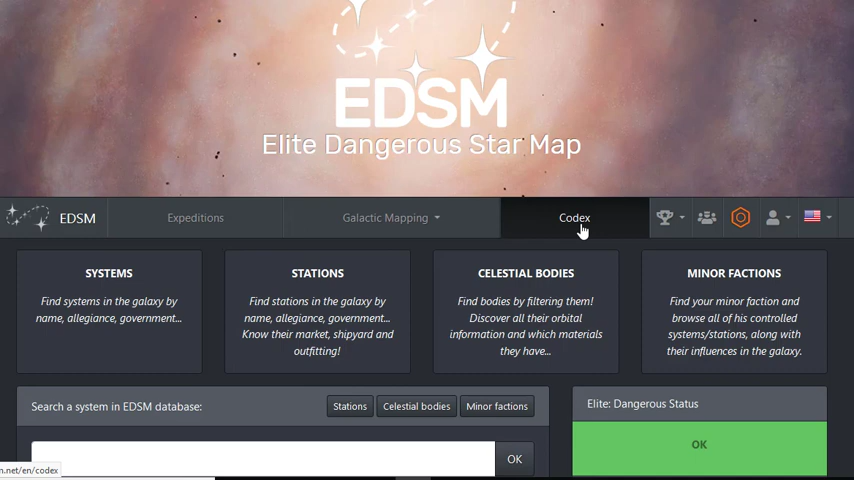 EDSM
Elite Dangerous Star Map
EDSM
Expeditions
Galactic Mapping
Codex
SYSTEMS
Find systems in the galaxy by
name, allegiance, government...
STATIONS
Find stations in the galaxy by
name, allegiance, government...
Know their market, shipyard and
outfitting!
CELESTIAL BODIES
Find bodies by filtering them!
Discover all their orbital
information and which materials
they have...
MINOR FACTIONS
Find your minor faction and
browse all of his controlled
systems/stations, along with
their influences in the galaxy.
Search a system in EDSM database:
Stations
Celestial bodies
Minor factions
OK
Elite: Dangerous Status
OK
n.net/en/codex